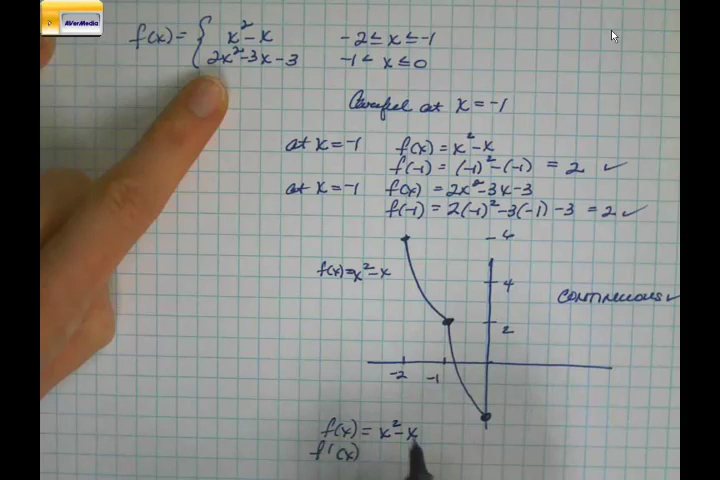 AVerMedia
f(x) = { x² - x    -2 ≤ x ≤ -1
2x² - 3x - 3    -1 < x ≤ 0
Careful at x = -1
at x = -1    f(x) = x² - x
f(-1) = (-1)² - (-1) = 2 ✓
at x = -1    f(x) = 2x² - 3x - 3
f(-1) = 2(-1)² - 3(-1) - 3 = 2 ✓
6
f(x) = x² - x
4
continuous ✓
2
-2    -1
f(x) = x² - x
f'(x)